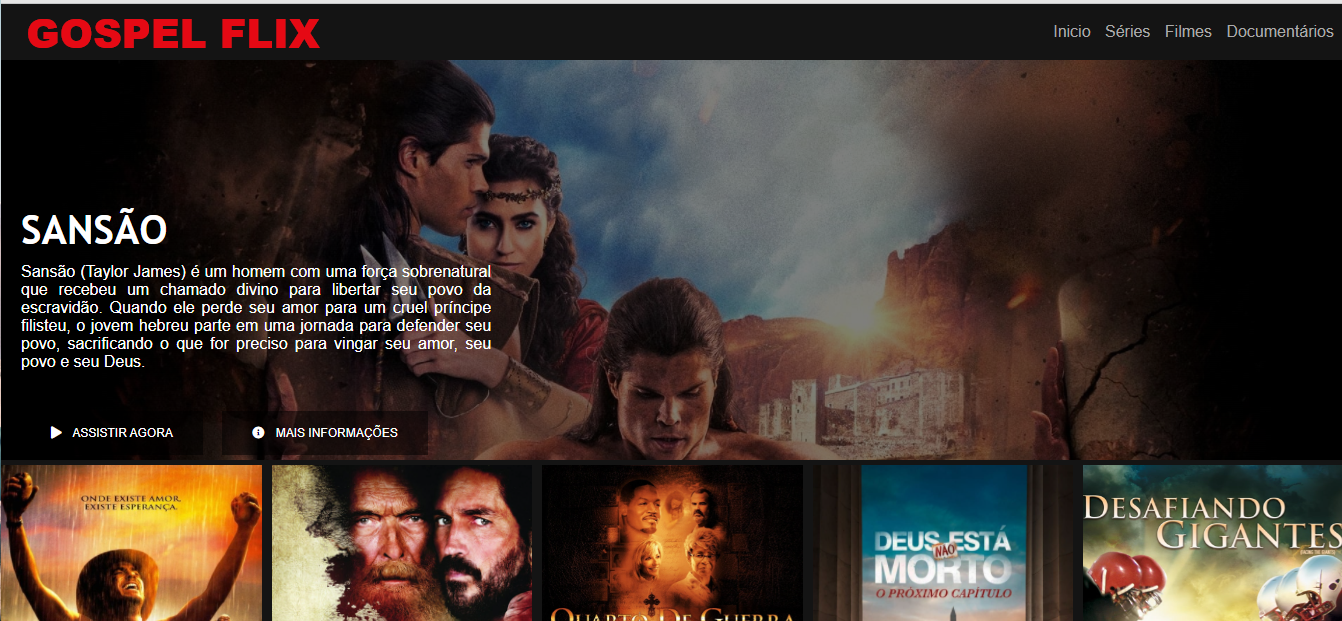 GOSPEL FLIX
Inicio Séries Filmes Documentários
SANSÃO
Sansão (Taylor James) é um homem com uma força sobrenatural
que recebeu um chamado divino para libertar seu povo da
escravidão. Quando ele perde seu amor para um cruel príncipe
filisteu, o jovem hebreu parte em uma jornada para defender seu
povo, sacrificando o que for preciso para vingar seu amor, seu
povo e seu Deus.
ASSISTIR AGORA
MAIS INFORMAÇÕES
ONDE EXISTE AMOR,
EXISTE ESPERANÇA.
QUARTO DE GUERRA
DEUS ESTÁ
NÃO
MORTO
O PRÓXIMO CAPÍTULO
DESAFIANDO
GIGANTES